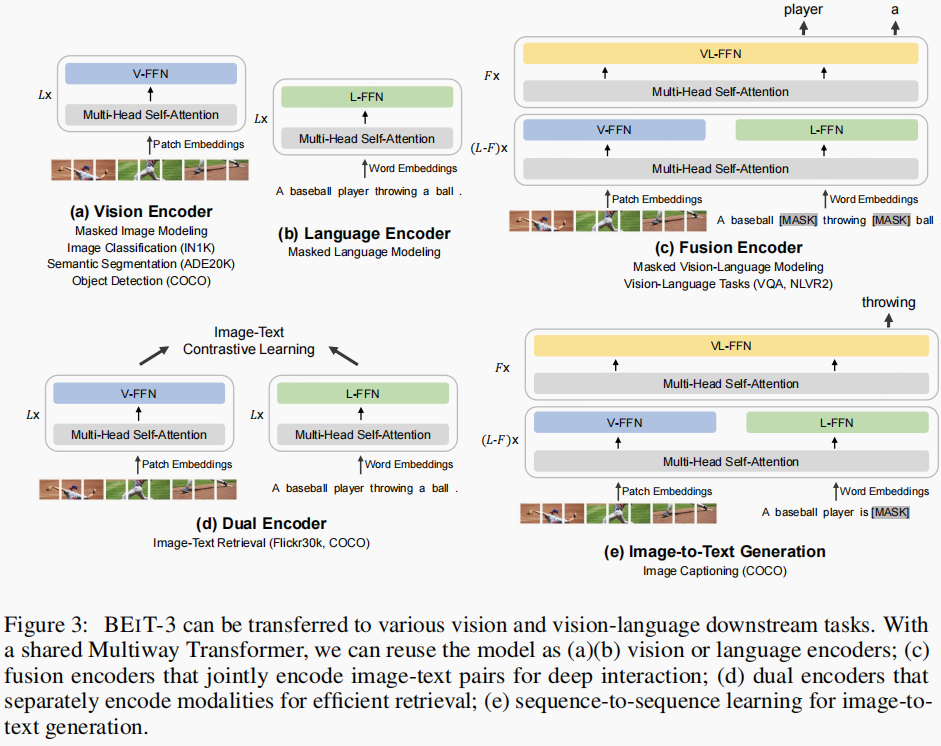 V-FFN
Lx
Multi-Head Self-Attention
Patch Embeddings
(a) Vision Encoder
Masked Image Modeling
Image Classification (IN1K)
Semantic Segmentation (ADE20K)
Object Detection (COCO)
L-FFN
Lx
Multi-Head Self-Attention
Word Embeddings
A baseball player throwing a ball .
(b) Language Encoder
Masked Language Modeling
player a
VL-FFN
Fx
Multi-Head Self-Attention
V-FFN L-FFN
(L-F)x
Multi-Head Self-Attention
Patch Embeddings Word Embeddings
A baseball [MASK] throwing [MASK] ball
(c) Fusion Encoder
Masked Vision-Language Modeling
Vision-Language Tasks (VQA, NLVR2)
Image-Text
Contrastive Learning
V-FFN L-FFN
Lx Lx
Multi-Head Self-Attention Multi-Head Self-Attention
Patch Embeddings Word Embeddings
A baseball player throwing a ball .
(d) Dual Encoder
Image-Text Retrieval (Flickr30k, COCO)
throwing
VL-FFN
Fx
Multi-Head Self-Attention
V-FFN L-FFN
(L-F)x
Multi-Head Self-Attention
Patch Embeddings Word Embeddings
A baseball player is [MASK]
(e) Image-to-Text Generation
Image Captioning (COCO)
Figure 3: BEIT-3 can be transferred to various vision and vision-language downstream tasks. With
a shared Multiway Transformer, we can reuse the model as (a)(b) vision or language encoders; (c)
fusion encoders that jointly encode image-text pairs for deep interaction; (d) dual encoders that
separately encode modalities for efficient retrieval; (e) sequence-to-sequence learning for image-to-
text generation.